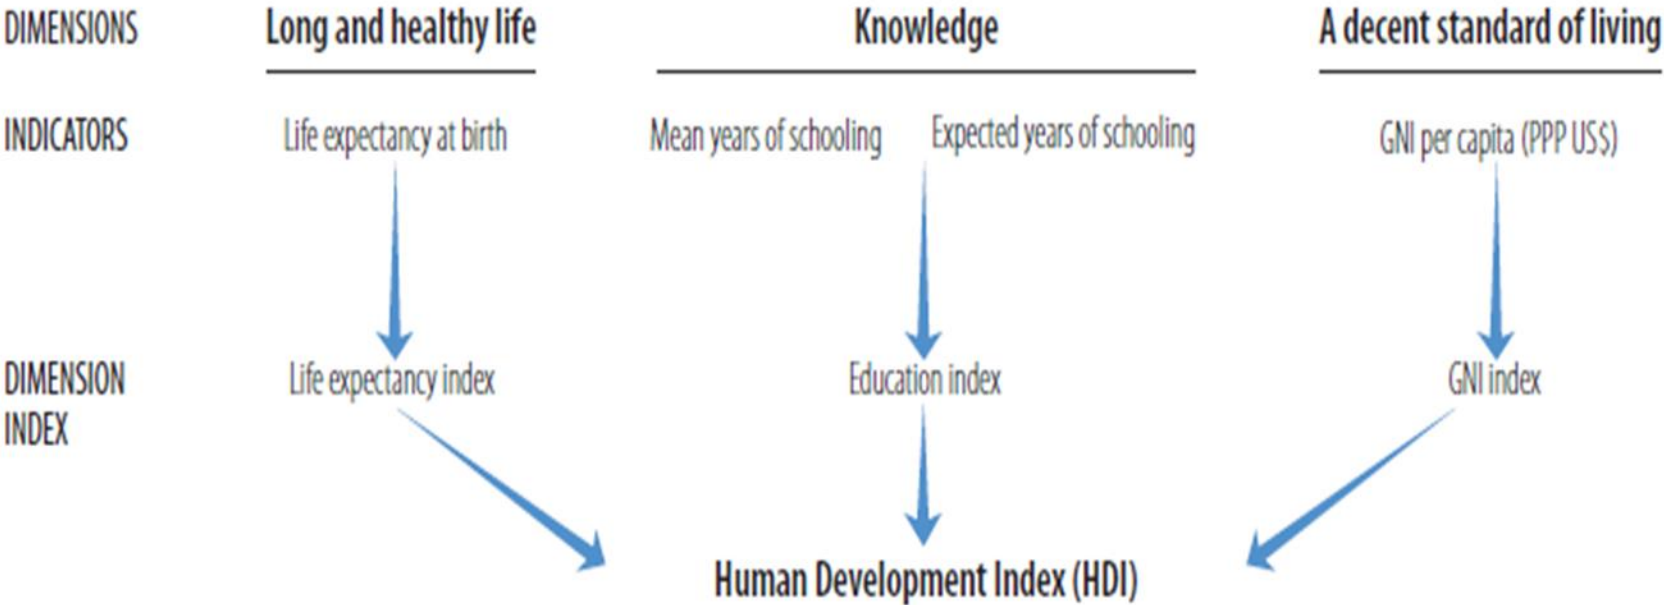 DIMENSIONS Long and healthy life Knowledge A decent standard of living
INDICATORS Life expectancy at birth Mean years of schooling Expected years of schooling GNI per capita (PPP US$)
DIMENSION Life expectancy index Education index GNI index
INDEX
Human Development Index (HDI)